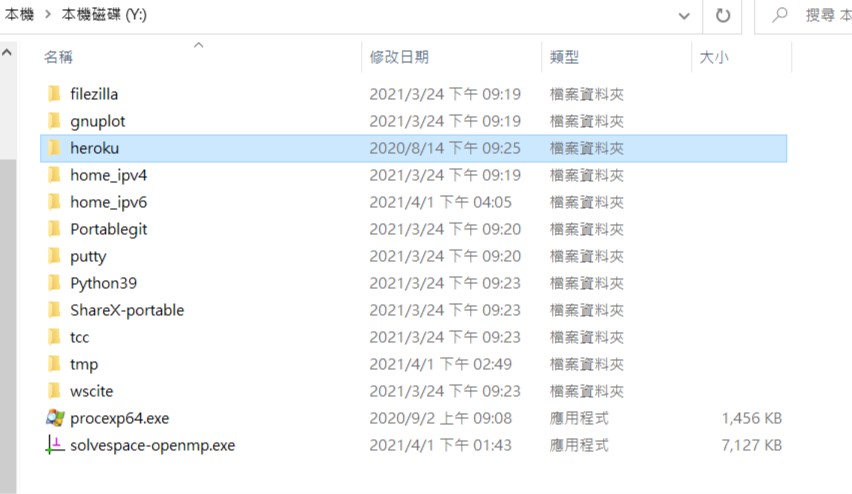 本機 > 本機磁碟 (Y:) 搜尋 本
名稱 修改日期 類型 大小
filezilla 2021/3/24 下午 09:19 檔案資料夾
gnuplot 2021/3/24 下午 09:19 檔案資料夾
heroku 2020/8/14 下午 09:25 檔案資料夾
home_ipv4 2021/3/24 下午 09:19 檔案資料夾
home_ipv6 2021/4/1 下午 04:05 檔案資料夾
Portablegit 2021/3/24 下午 09:20 檔案資料夾
putty 2021/3/24 下午 09:20 檔案資料夾
Python39 2021/3/24 下午 09:23 檔案資料夾
ShareX-portable 2021/3/24 下午 09:23 檔案資料夾
tcc 2021/3/24 下午 09:23 檔案資料夾
tmp 2021/4/1 下午 02:49 檔案資料夾
wscite 2021/3/24 下午 09:23 檔案資料夾
procexp64.exe 2020/9/2 上午 09:08 應用程式 1,456 KB
solvespace-openmp.exe 2021/4/1 下午 01:43 應用程式 7,127 KB